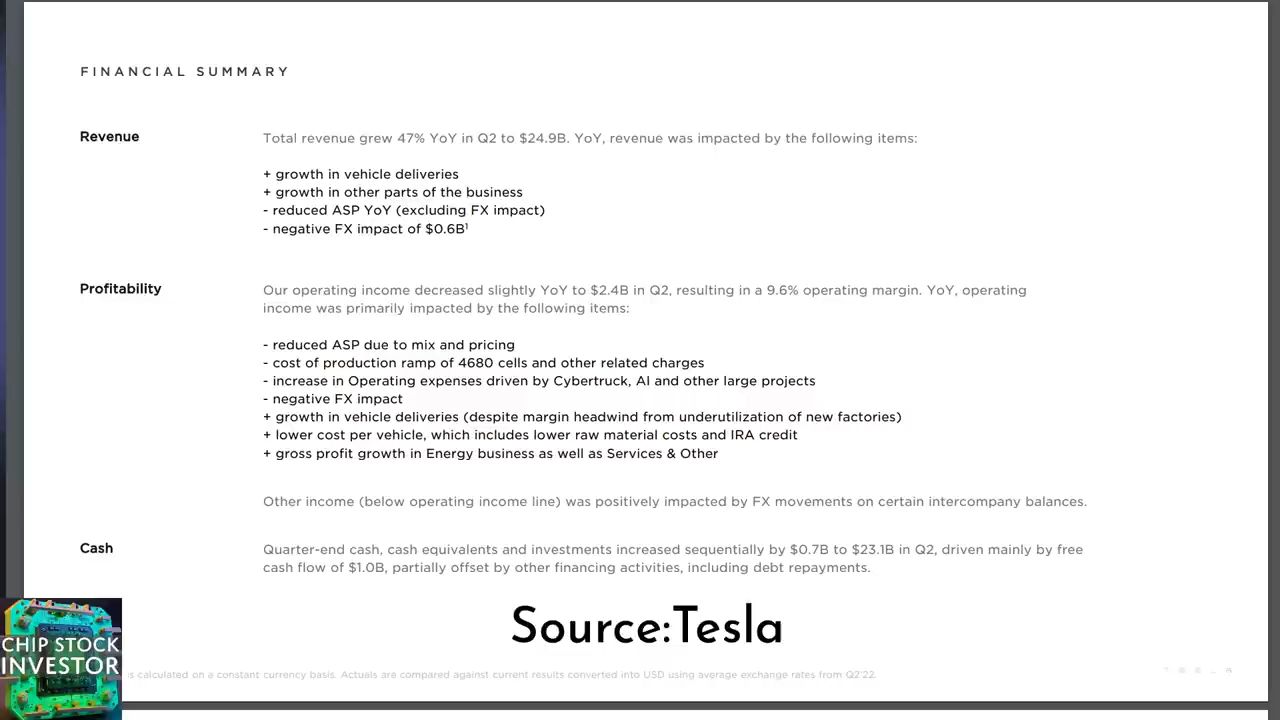 FINANCIAL SUMMARY
Revenue
Total revenue grew 47% YoY in Q2 to $24.9B. YoY, revenue was impacted by the following items:
+ growth in vehicle deliveries
+ growth in other parts of the business
- reduced ASP YoY (excluding FX impact)
- negative FX impact of $0.6B¹
Profitability
Our operating income decreased slightly YoY to $2.4B in Q2, resulting in a 9.6% operating margin. YoY, operating
income was primarily impacted by the following items:
- reduced ASP due to mix and pricing
- cost of production ramp of 4680 cells and other related charges
- increase in Operating expenses driven by Cybertruck, AI and other large projects
- negative FX impact
+ growth in vehicle deliveries (despite margin headwind from underutilization of new factories)
+ lower cost per vehicle, which includes lower raw material costs and IRA credit
+ gross profit growth in Energy business as well as Services & Other
Other income (below operating income line) was positively impacted by FX movements on certain intercompany balances.
Cash
Quarter-end cash, cash equivalents and investments increased sequentially by $0.7B to $23.1B in Q2, driven mainly by free
cash flow of $1.0B, partially offset by other financing activities, including debt repayments.
Source:Tesla
CHIP STOCK
INVESTOR
calculated on a constant currency basis. Actuals are compared against current results converted into USD using average exchange rates from Q2'22.